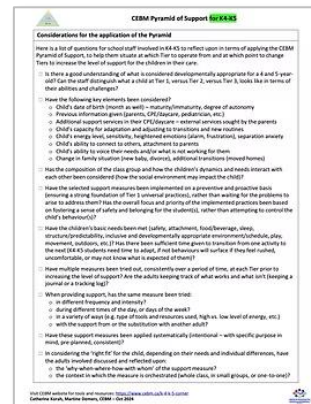 CEBM Pyramid of Support for K4-K5
Considerations for the application of the Pyramid
Here is a list of questions for school staff involved in K4-K5 to reflect upon in terms of applying the CEBM
Pyramid of Support, to help them situate at which Tier to operate from and at which point to change
Tiers to increase the level of support for the children in their care:
Is there a good understanding of what is considered developmentally appropriate for a 4 and 5-year-
old? Can the staff distinguish what a child at Tier 1, versus Tier 2, versus Tier 3, looks like in terms of
their abilities and challenges?
Have the following key elements been considered?
o Child's date of birth (month as well) – maturity/immaturity, degree of autonomy
o Previous information given (parents, CPE/daycare, pediatrician, etc.)
o Additional support services in their CPE/daycare – external services sought by the parents
o Child's capacity for adaptation and adjusting to transitions and new routines
o Child's energy level, sensitivity, heightened emotions (alarm, frustration), separation anxiety
o Child's ability to connect to others, attachment to parents
o Child's ability to voice their needs and/or what is not working for them
o Change in family situation (new baby, divorce), additional transitions (moved homes)
Has the composition of the class group and how the children's dynamics and needs interact with
each other been considered (how the social environment may impact the child)?
Have the selected support measures been implemented on a preventive and proactive basis
(ensuring a strong foundation of Tier 1 universal practices), rather than waiting for the problems to
arise to address them? Has the overall focus and priority of the implemented practices been based
on fostering a sense of safety and belonging for the student(s), rather than attempting to control the
child's behaviour(s)?
Have the children's basic needs been met (safety, attachment, food/beverage, sleep,
structure/predictability, inclusive and developmentally appropriate environment/schedule, play,
movement, outdoors, etc.)? Has there been sufficient time given to transition from one activity to
the next (K4-K5 students need time to adapt, if not behaviours will surface if they feel rushed,
uncomfortable, or may not know what is expected of them)?
Have multiple measures been tried out, consistently over a period of time, at each Tier prior to
increasing the level of support? Are the adults keeping track of what works and what isn't (keeping a
journal or a tracking log)?
When providing support, has the same measure been tried:
o in different frequency and intensity?
o during different times of the day, or days of the week?
o in a variety of ways (e.g. type of tools and resources used, high vs. low level of energy, etc.)
o with the support from or the substitution with another adult?
Have these support measures been applied systematically (intentional – with specific purpose in
mind, pre-planned, consistent)?
In considering the 'right fit' for the child, depending on their needs and individual differences, have
the adults involved discussed and reflected upon:
o the 'why-when-where-how-with whom' of the support measure?
o the context in which the measure is orchestrated (whole class, in small groups, or one-to-one)?
Visit CEBM website for tools and resources:
Catherine Korah, Martine Demers, CEBM – Oct 2024